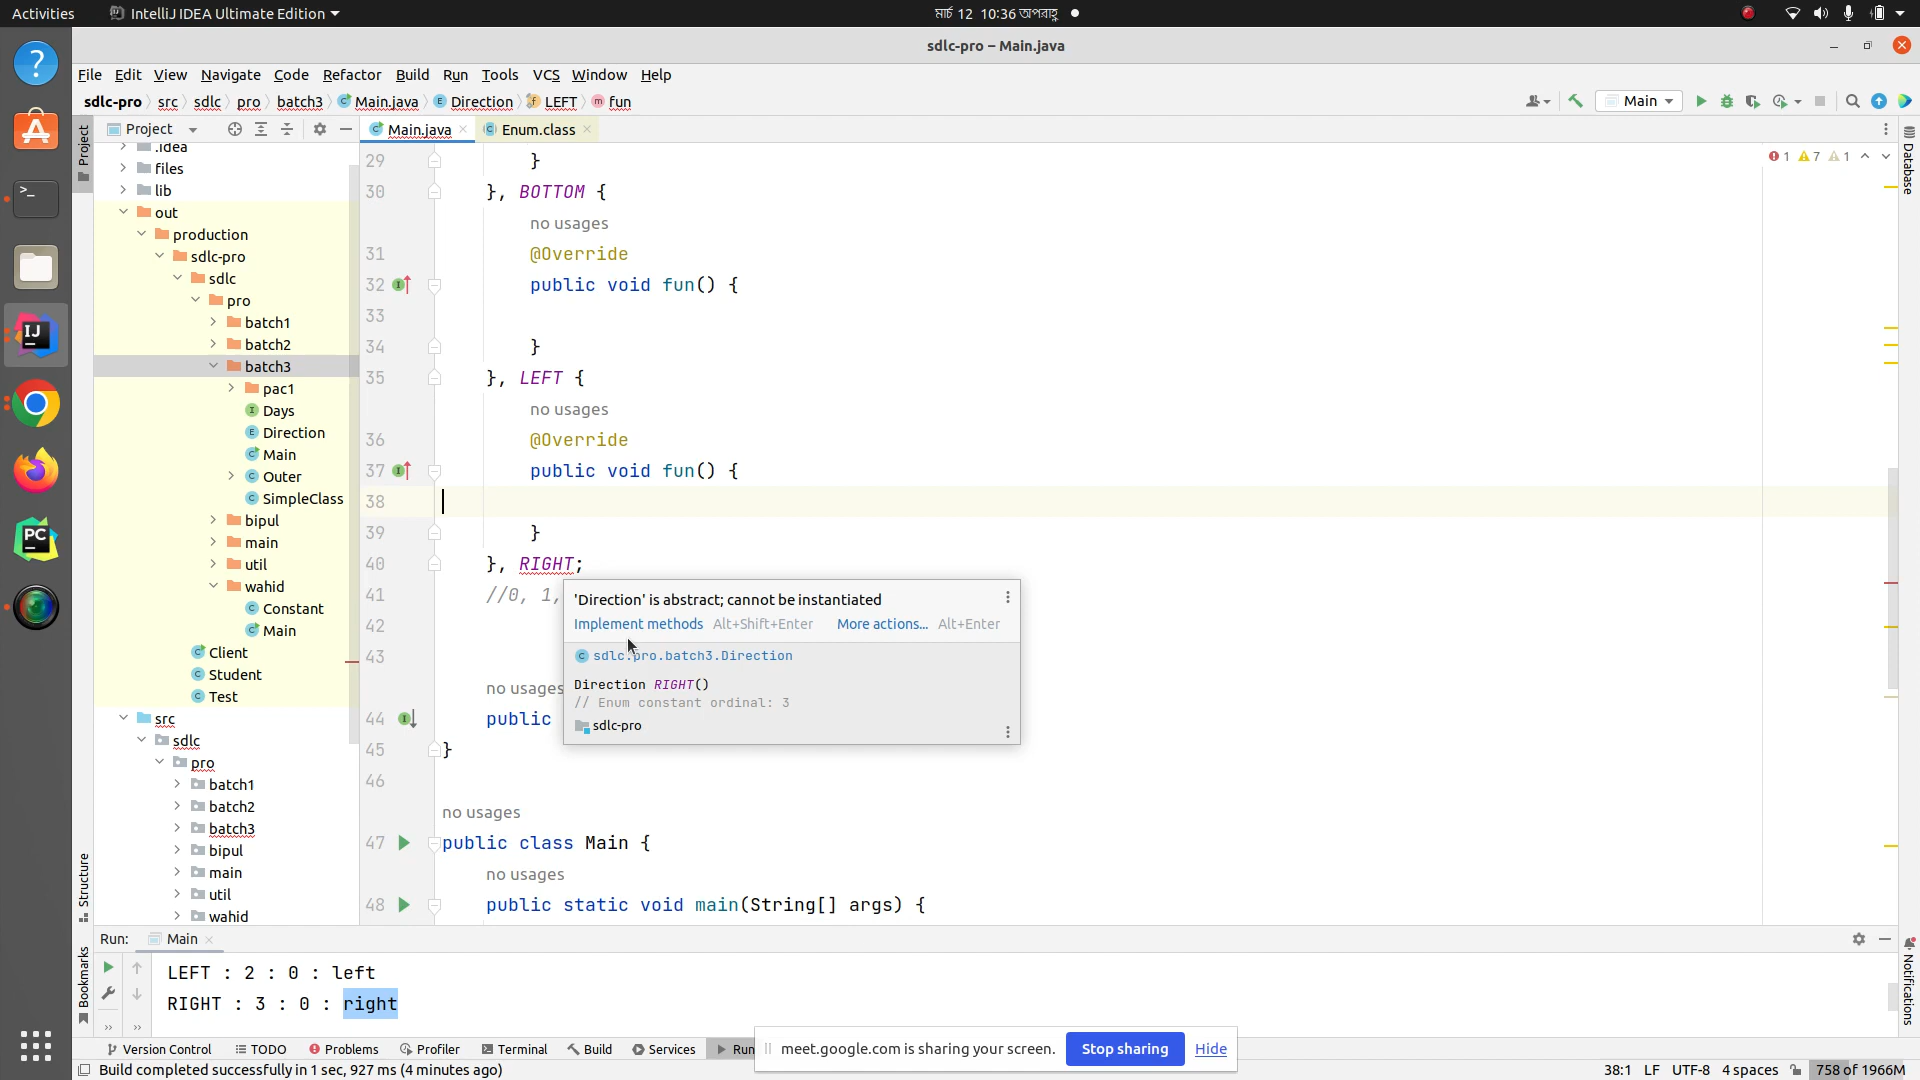 Activities
IntelliJ IDEA Ultimate Edition
মার্চ 12 10:36 অপরাহ্ণ
sdlc-pro – Main.java
File Edit View Navigate Code Refactor Build Run Tools VCS Window Help
sdlc-pro src sdlc pro batch3 Main.java Direction LEFT fun
Main
Project
Main.java
Enum.class
Project
.idea
files
lib
out
production
sdlc-pro
sdlc
pro
batch1
batch2
batch3
pac1
Days
Direction
Main
Outer
SimpleClass
bipul
main
util
wahid
Constant
Main
Client
Student
Test
src
sdlc
pro
batch1
batch2
batch3
bipul
main
util
wahid
1 7 1
29 }
30 }, BOTTOM {
no usages
31 @Override
32 public void fun() {
33
34 }
35 }, LEFT {
no usages
36 @Override
37 public void fun() {
38
39 }
40 }, RIGHT;
41 //0, 1,
42
43
no usages
44 public
45 }
46
no usages
47 public class Main {
no usages
48 public static void main(String[] args) {
'Direction' is abstract; cannot be instantiated
Implement methods Alt+Shift+Enter More actions... Alt+Enter
sdlc.pro.batch3.Direction
Direction RIGHT()
// Enum constant ordinal: 3
sdlc-pro
Database
Notifications
Structure
Bookmarks
Run: Main
LEFT : 2 : 0 : left
RIGHT : 3 : 0 : right
Version Control TODO Problems Profiler Terminal Build Services Run
meet.google.com is sharing your screen. Stop sharing Hide
Build completed successfully in 1 sec, 927 ms (4 minutes ago)
38:1 LF UTF-8 4 spaces 758 of 1966M